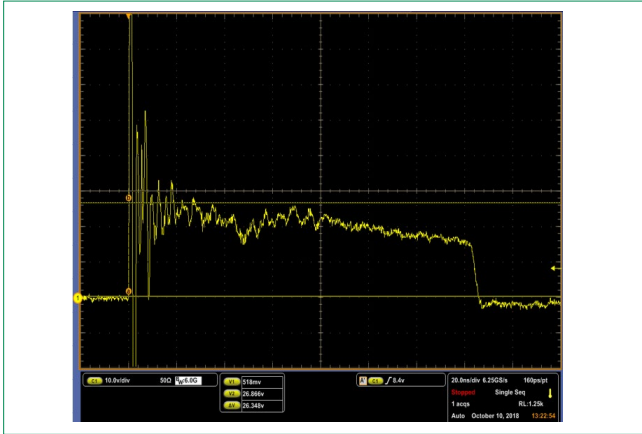 b
a
1
C1 10.0v/div 50Ω BW:6.0G
V1 518mv
V2 26.866v
ΔV 26.348v
A' C1 8.4v
20.0ns/div 6.25GS/s 160ps/pt
Stopped Single Seq
1 acqs RL:1.25k
Auto October 10, 2018 13:22:54